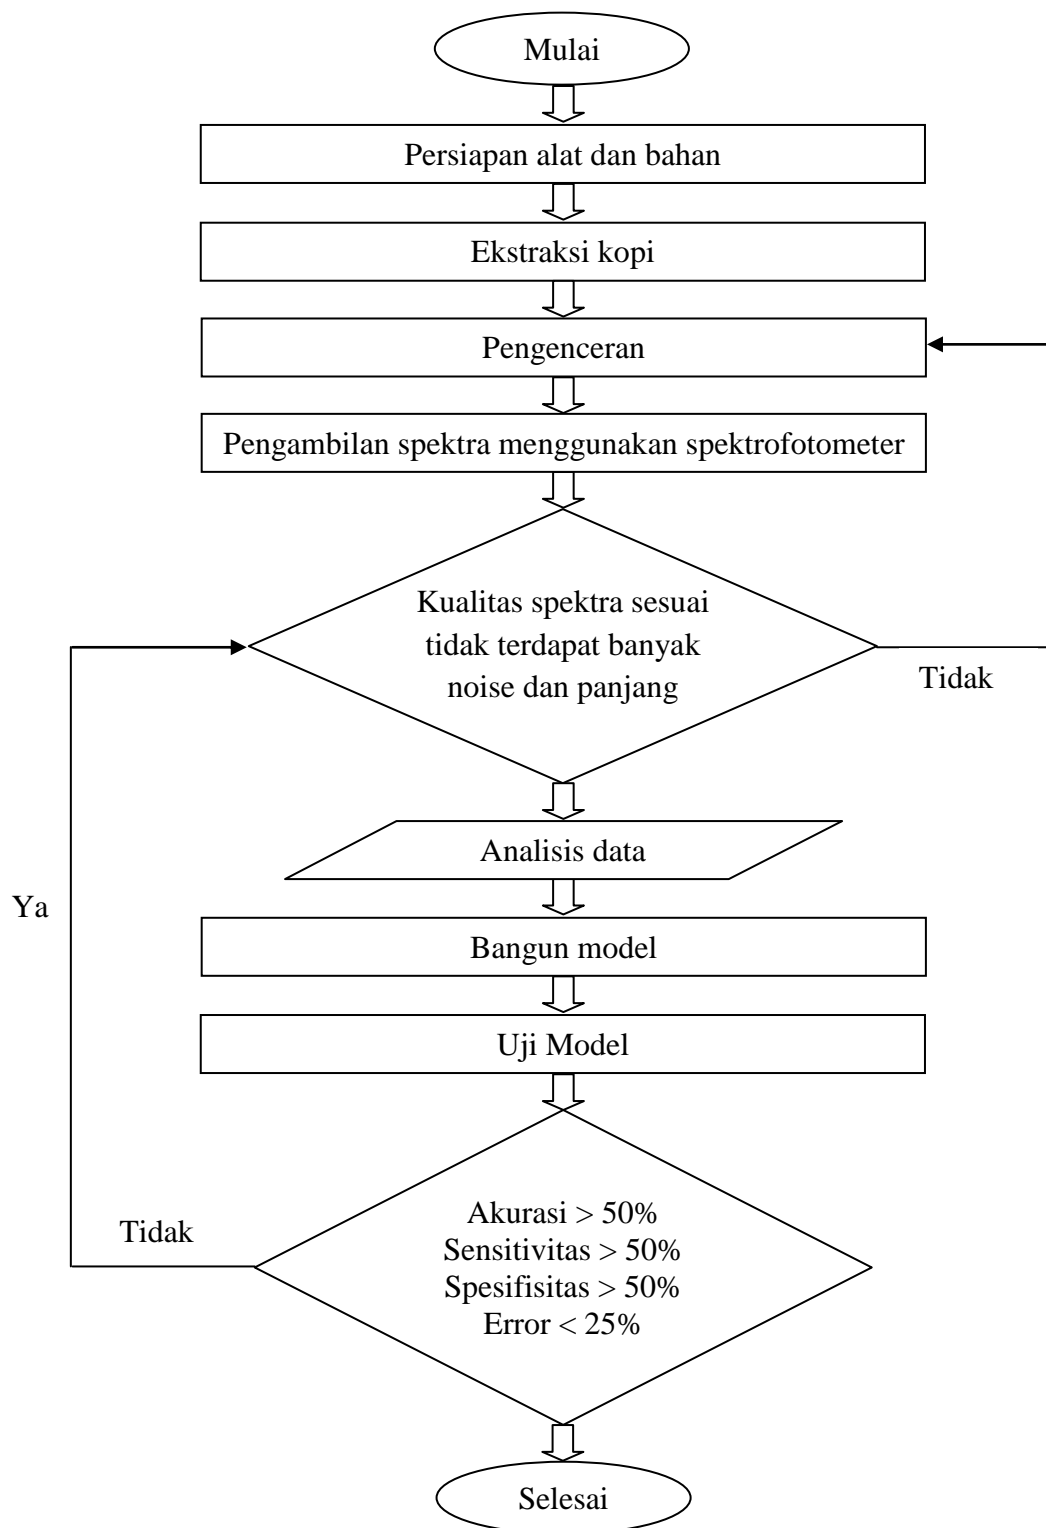 Mulai
Persiapan alat dan bahan
Ekstraksi kopi
Pengenceran
Pengambilan spektra menggunakan spektrofotometer
Kualitas spektra sesuai
tidak terdapat banyak
noise dan panjang
Tidak
Analisis data
Ya
Bangun model
Uji Model
Tidak
Akurasi > 50%
Sensitivitas > 50%
Spesifisitas > 50%
Error < 25%
Selesai